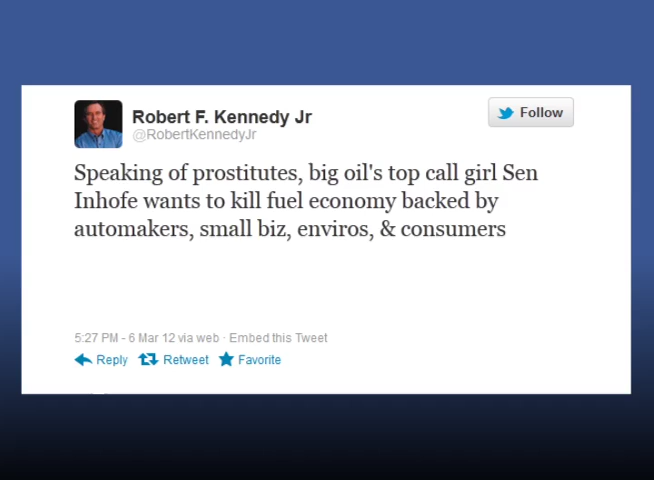 Robert F. Kennedy Jr
@RobertKennedyJr
Follow
Speaking of prostitutes, big oil's top call girl Sen
Inhofe wants to kill fuel economy backed by
automakers, small biz, enviros, & consumers
5:27 PM - 6 Mar 12 via web · Embed this Tweet
Reply Retweet Favorite